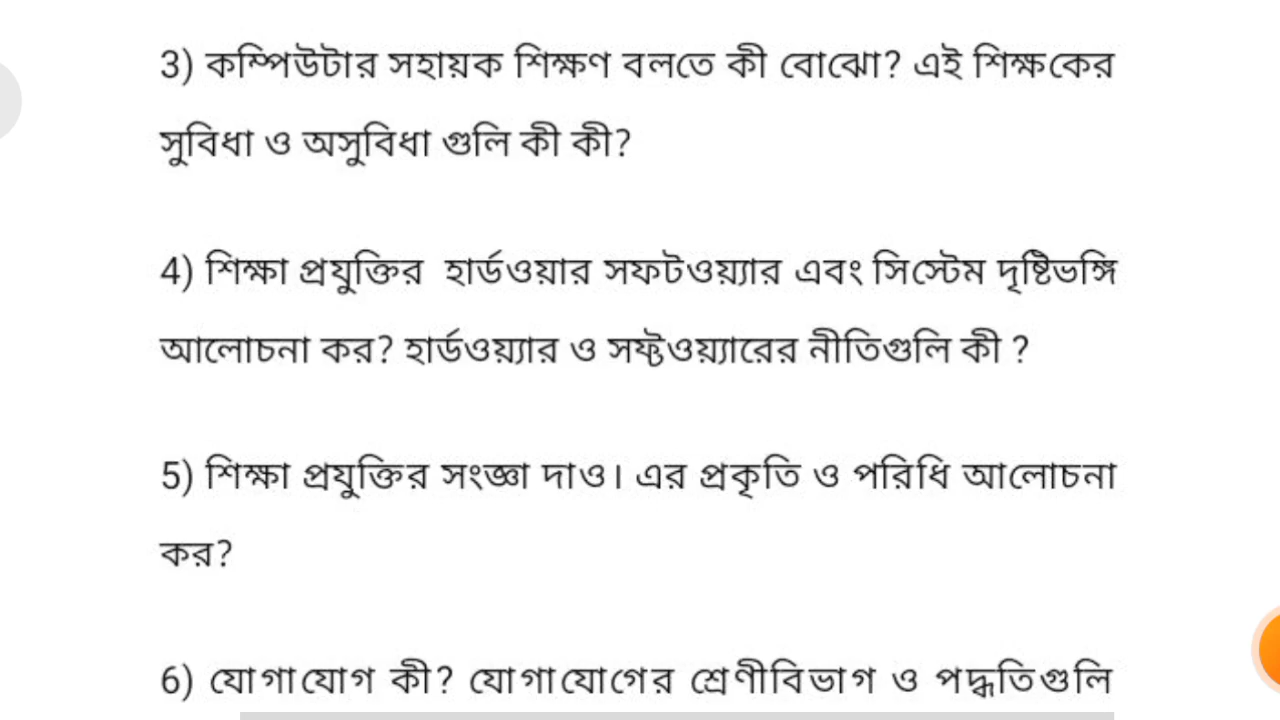 3) কম্পিউটার সহায়ক শিক্ষণ বলতে কী বোঝো? এই শিক্ষকের
সুবিধা ও অসুবিধা গুলি কী কী?
4) শিক্ষা প্রযুক্তির হার্ডওয়ার সফটওয়্যার এবং সিস্টেম দৃষ্টিভঙ্গি
আলোচনা কর? হার্ডওয়্যার ও সফ্টওয়্যারের নীতিগুলি কী ?
5) শিক্ষা প্রযুক্তির সংজ্ঞা দাও। এর প্রকৃতি ও পরিধি আলোচনা
কর?
6) যোগাযোগ কী? যোগাযোগের শ্রেণীবিভাগ ও পদ্ধতিগুলি